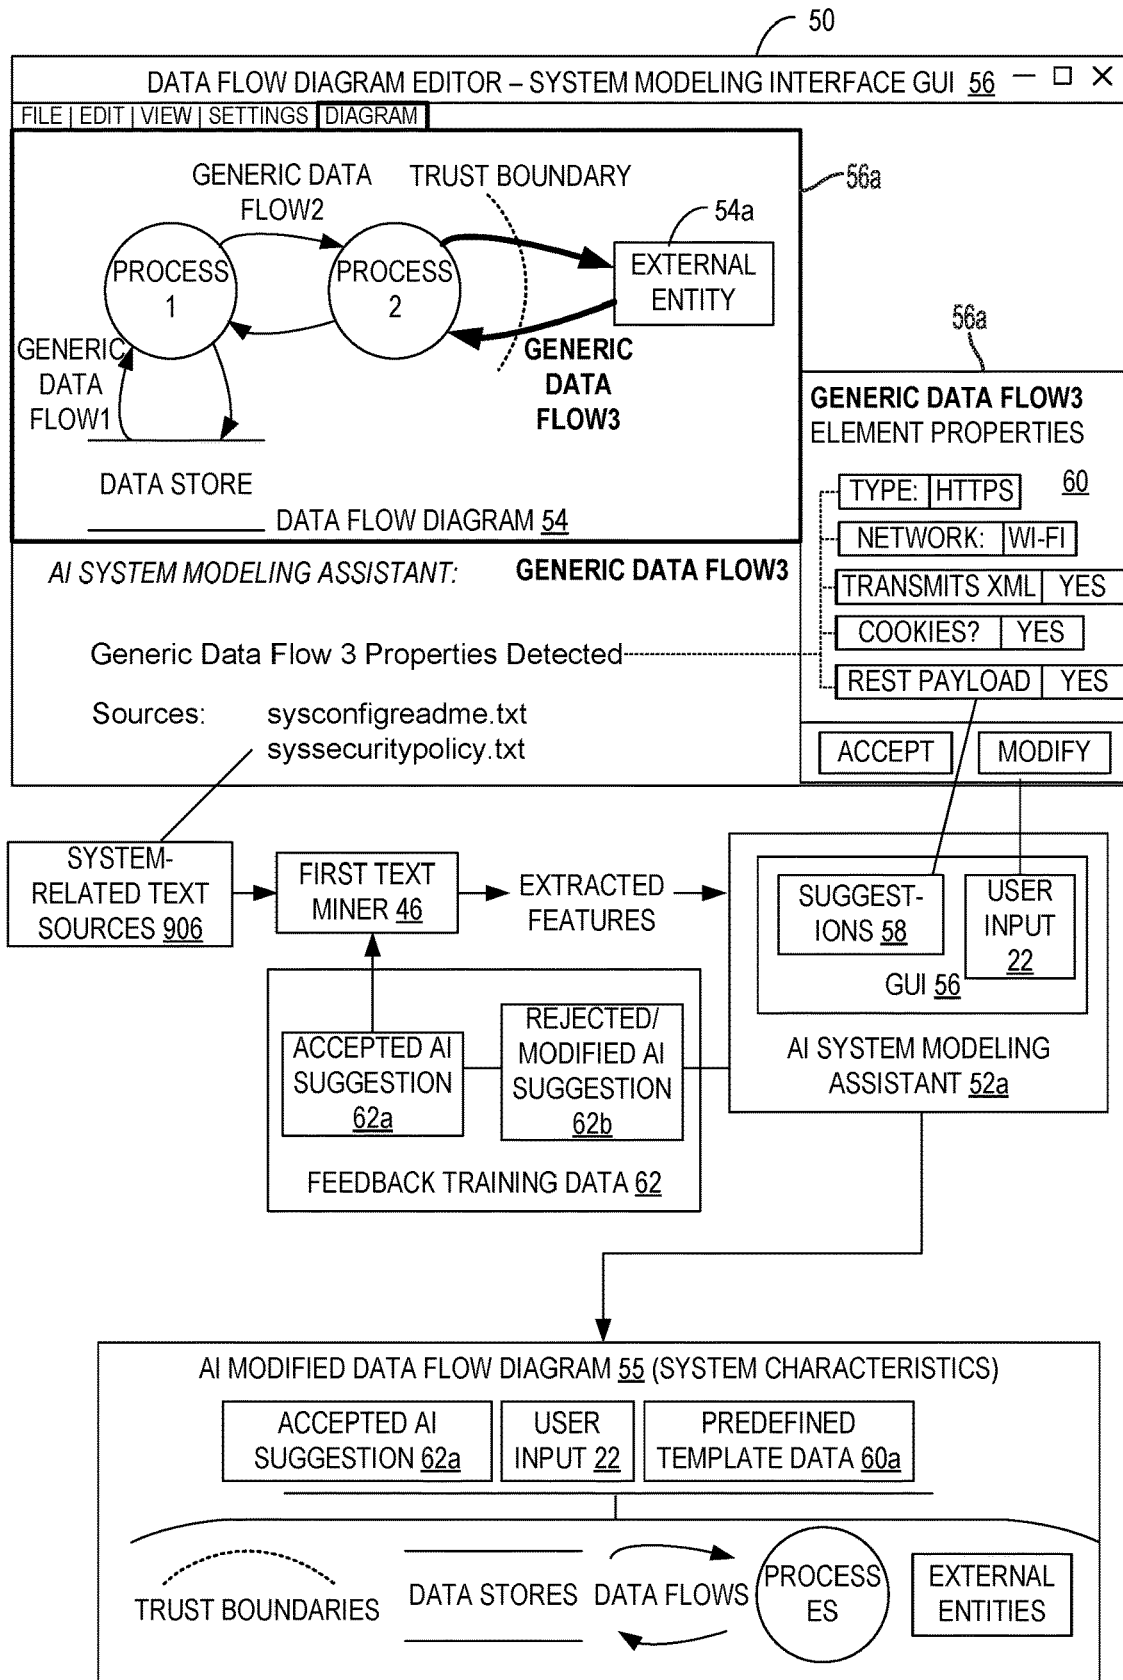 50
DATA FLOW DIAGRAM EDITOR – SYSTEM MODELING INTERFACE GUI 56
FILE | EDIT | VIEW | SETTINGS | DIAGRAM
56a
GENERIC DATA
FLOW2
TRUST BOUNDARY
54a
PROCESS
1
PROCESS
2
EXTERNAL
ENTITY
GENERIC
DATA
FLOW1
GENERIC
DATA
FLOW3
DATA STORE
DATA FLOW DIAGRAM 54
56a
GENERIC DATA FLOW3
ELEMENT PROPERTIES
60
TYPE: HTTPS
NETWORK: WI-FI
TRANSMITS XML YES
COOKIES? YES
REST PAYLOAD YES
ACCEPT MODIFY
AI SYSTEM MODELING ASSISTANT: GENERIC DATA FLOW3
Generic Data Flow 3 Properties Detected
Sources: sysconfigreadme.txt
syssecuritypolicy.txt
SYSTEM-
RELATED TEXT
SOURCES 906
FIRST TEXT
MINER 46
EXTRACTED
FEATURES
SUGGEST-
IONS 58
USER
INPUT
22
GUI 56
AI SYSTEM MODELING
ASSISTANT 52a
ACCEPTED AI
SUGGESTION
62a
REJECTED/
MODIFIED AI
SUGGESTION
62b
FEEDBACK TRAINING DATA 62
AI MODIFIED DATA FLOW DIAGRAM 55 (SYSTEM CHARACTERISTICS)
ACCEPTED AI
SUGGESTION 62a
USER
INPUT 22
PREDEFINED
TEMPLATE DATA 60a
TRUST BOUNDARIES
DATA STORES
DATA FLOWS
PROCESS
ES
EXTERNAL
ENTITIES